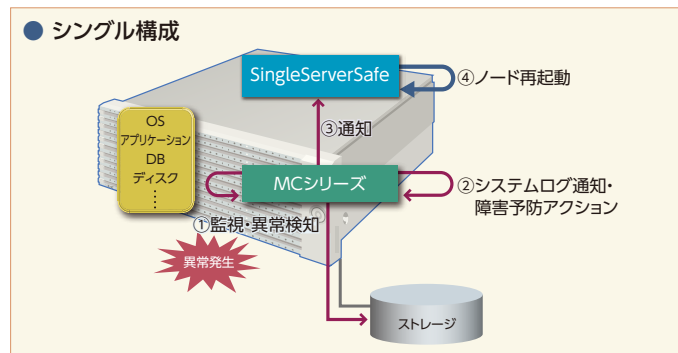 ● シングル構成
SingleServerSafe
④ノード再起動
OS
アプリケーション
DB
ディスク
⋮
③通知
MCシリーズ
②システムログ通知・
障害予防アクション
①監視・異常検知
異常発生
ストレージ